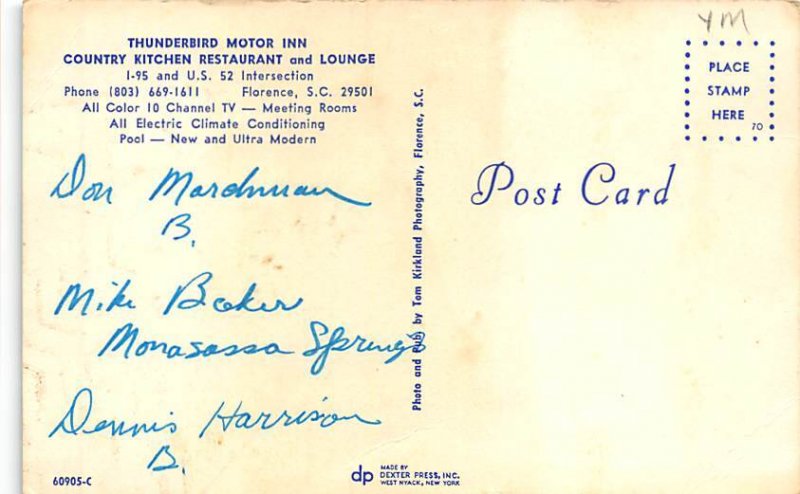 THUNDERBIRD MOTOR INN
COUNTRY KITCHEN RESTAURANT and LOUNGE
I-95 and U.S. 52 Intersection
Phone (803) 669-1611 Florence, S.C. 29501
All Color 10 Channel TV — Meeting Rooms
All Electric Climate Conditioning
Pool — New and Ultra Modern
Don
B.
Mike Baker
Monasassa Springs
Dennis Harrison
B.
60905-C
Photo and Pub. by Tom Kirkland Photography, Florence, S.C.
dp MADE BY
DEXTER PRESS, INC.
WEST NYACK, NEW YORK
YM
PLACE
STAMP
HERE
70
Post Card